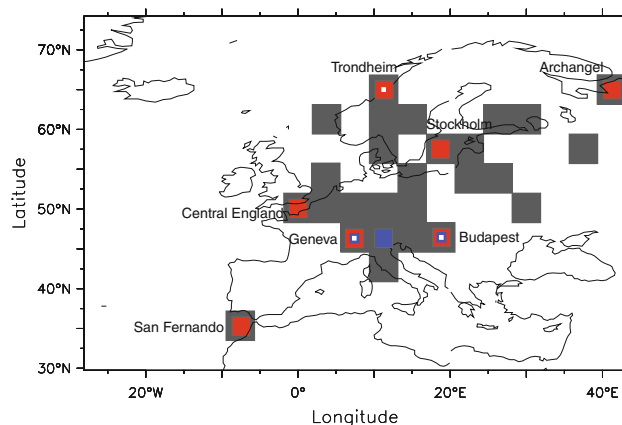 70°N
Trondheim
Archangel
60°N
Stockholm
Latitude
50°N
Central England
Geneva
Budapest
40°N
San Fernando
30°N
20°W
0°
20°E
40°E
Longitude